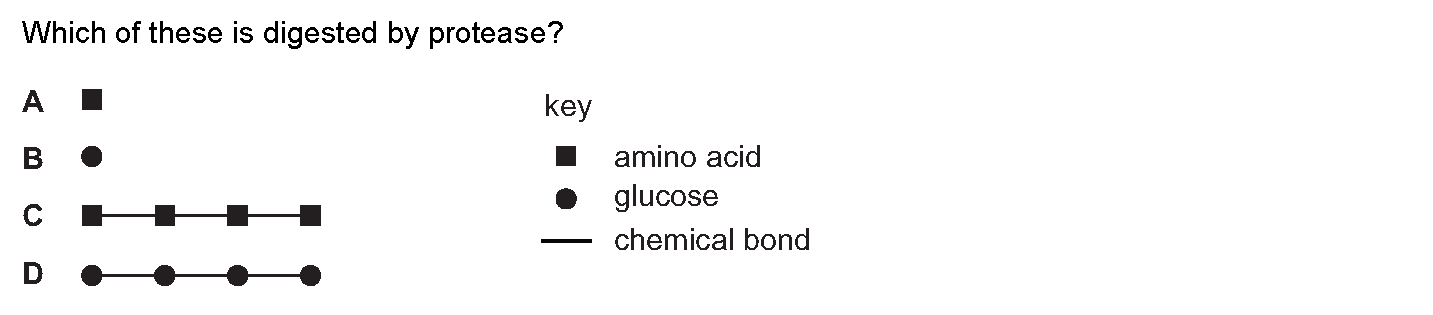 Which of these is digested by protease?
A
B
C
D
key
amino acid
glucose
chemical bond